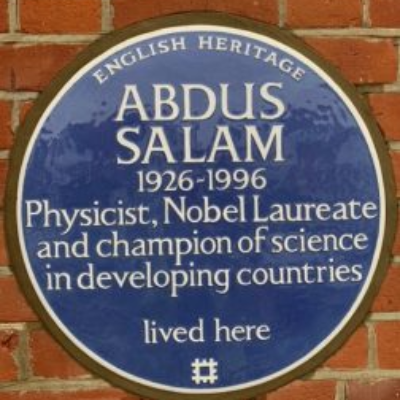 ENGLISH HERITAGE
ABDUS
SALAM
1926-1996
Physicist, Nobel Laureate
and champion of science
in developing countries
lived here